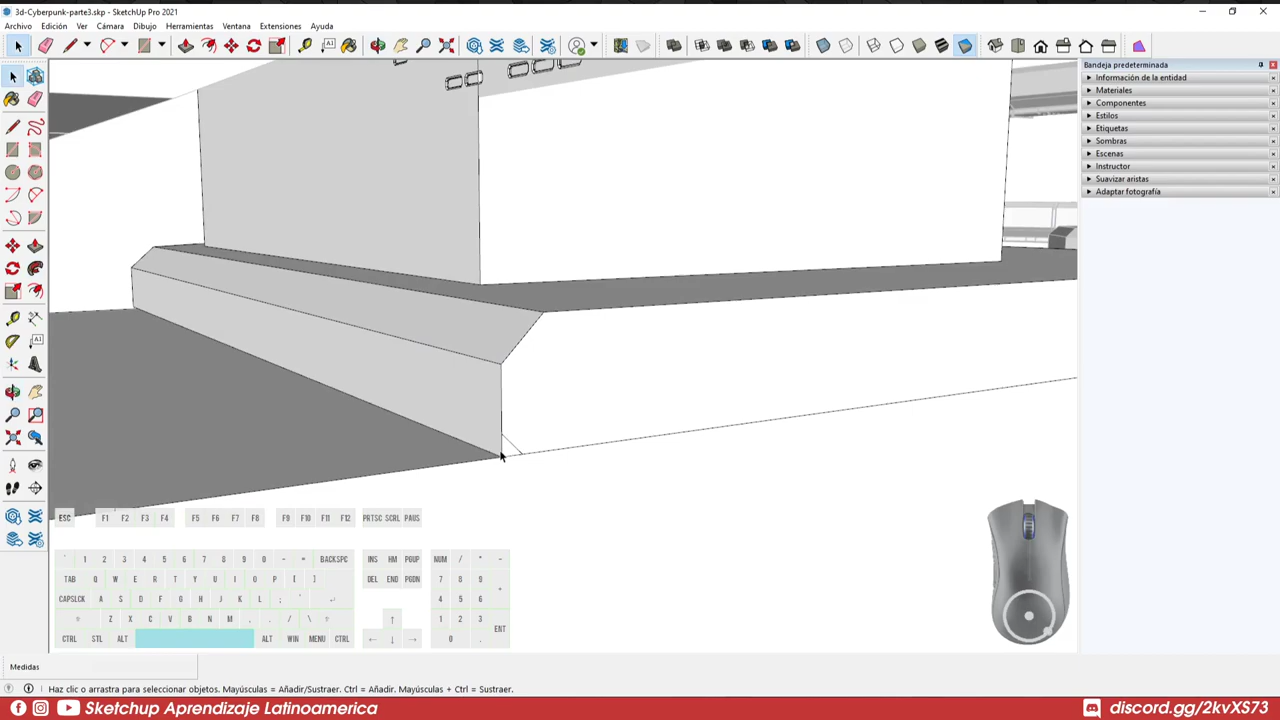 3d-Cyberpunk-parte3.skp - SketchUp Pro 2021
Archivo Edición Ver Cámara Dibujo Herramientas Ventana Extensiones Ayuda
Bandeja predeterminada
Información de la entidad
Materiales
Componentes
Estilos
Etiquetas
Sombras
Escenas
Instructor
Suavizar aristas
Adaptar fotografía
ESC F1 F2 F3 F4 F5 F6 F7 F8 F9 F10 F11 F12 PRTSC SCRL PAUS
` 1 2 3 4 5 6 7 8 9 0 - = BACKSPC INS HM PGUP NUM / * -
TAB Q W E R T Y U I O P [ ] DEL END PGDN 7 8 9 +
CAPSLCK A S D F G H J K L ; ' 4 5 6
Z X C V B N M , . / \ ↑ 1 2 3 ENT
CTRL STL ALT ALT WIN MENU CTRL ← ↓ → 0 .
Medidas
Haz clic o arrastra para seleccionar objetos. Mayúsculas = Añadir/Sustraer. Ctrl = Añadir. Mayúsculas + Ctrl = Sustraer.
Sketchup Aprendizaje Latinoamerica
discord.gg/2kvXS73